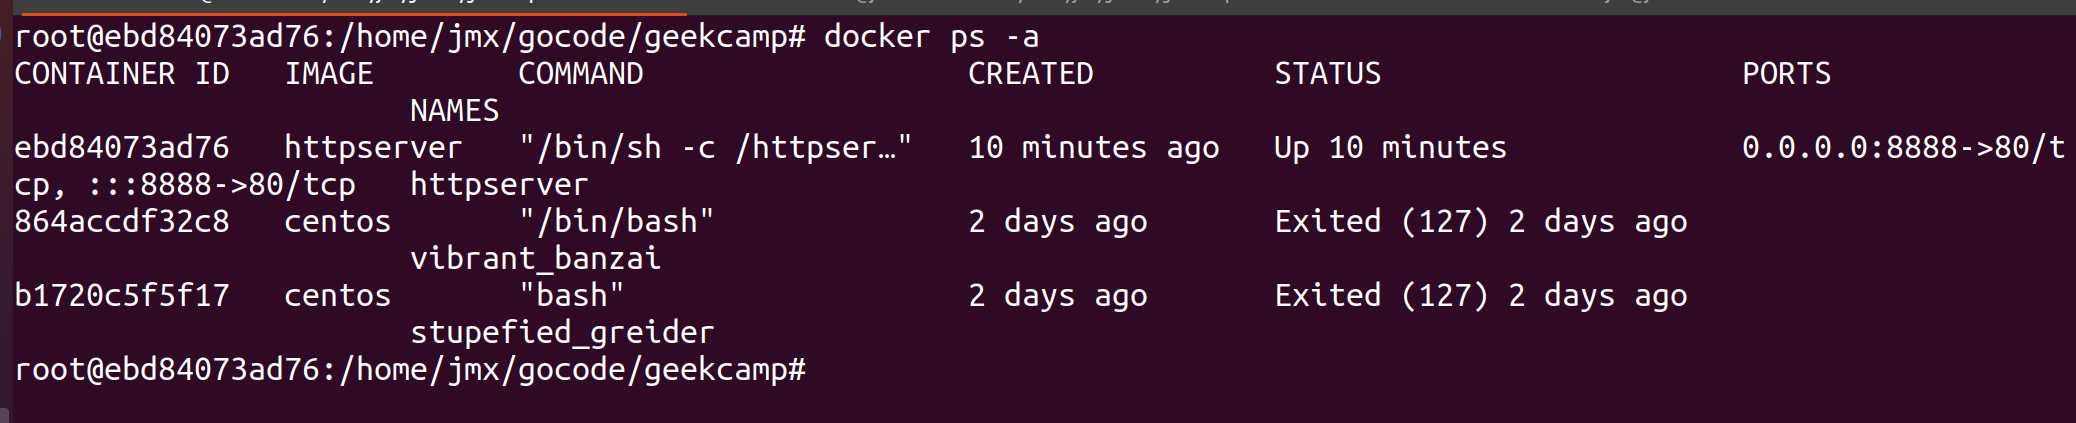 root@ebd84073ad76:/home/jmx/gocode/geekcamp# docker ps -a
CONTAINER ID   IMAGE        COMMAND                  CREATED          STATUS                    PORTS
                      NAMES
ebd84073ad76   httpserver   "/bin/sh -c /httpser…"   10 minutes ago   Up 10 minutes             0.0.0.0:8888->80/t
cp, :::8888->80/tcp   httpserver
864accdf32c8   centos       "/bin/bash"              2 days ago       Exited (127) 2 days ago
                      vibrant_banzai
b1720c5f5f17   centos       "bash"                   2 days ago       Exited (127) 2 days ago
                      stupefied_greider
root@ebd84073ad76:/home/jmx/gocode/geekcamp#